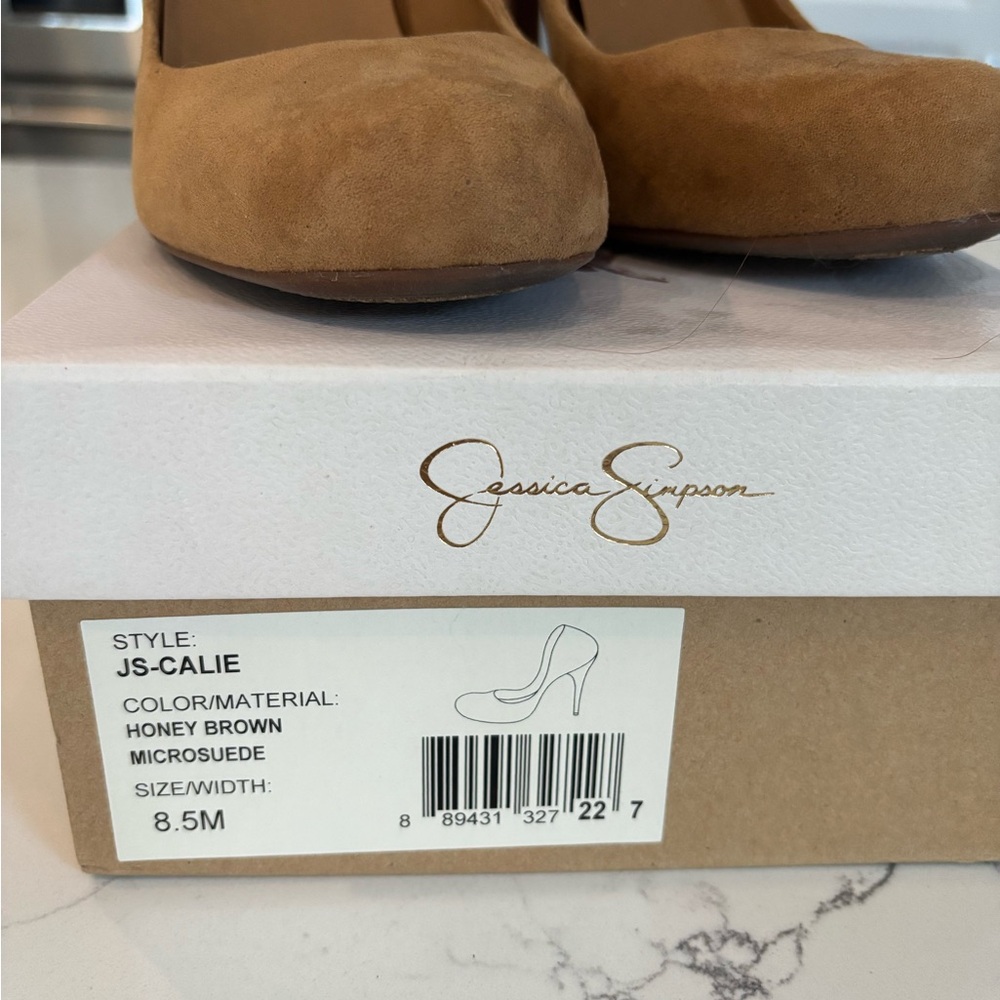 Jessica Simpson
STYLE:
JS-CALIE
COLOR/MATERIAL:
HONEY BROWN
MICROSUEDE
SIZE/WIDTH:
8.5M
8 89431 327 22 7